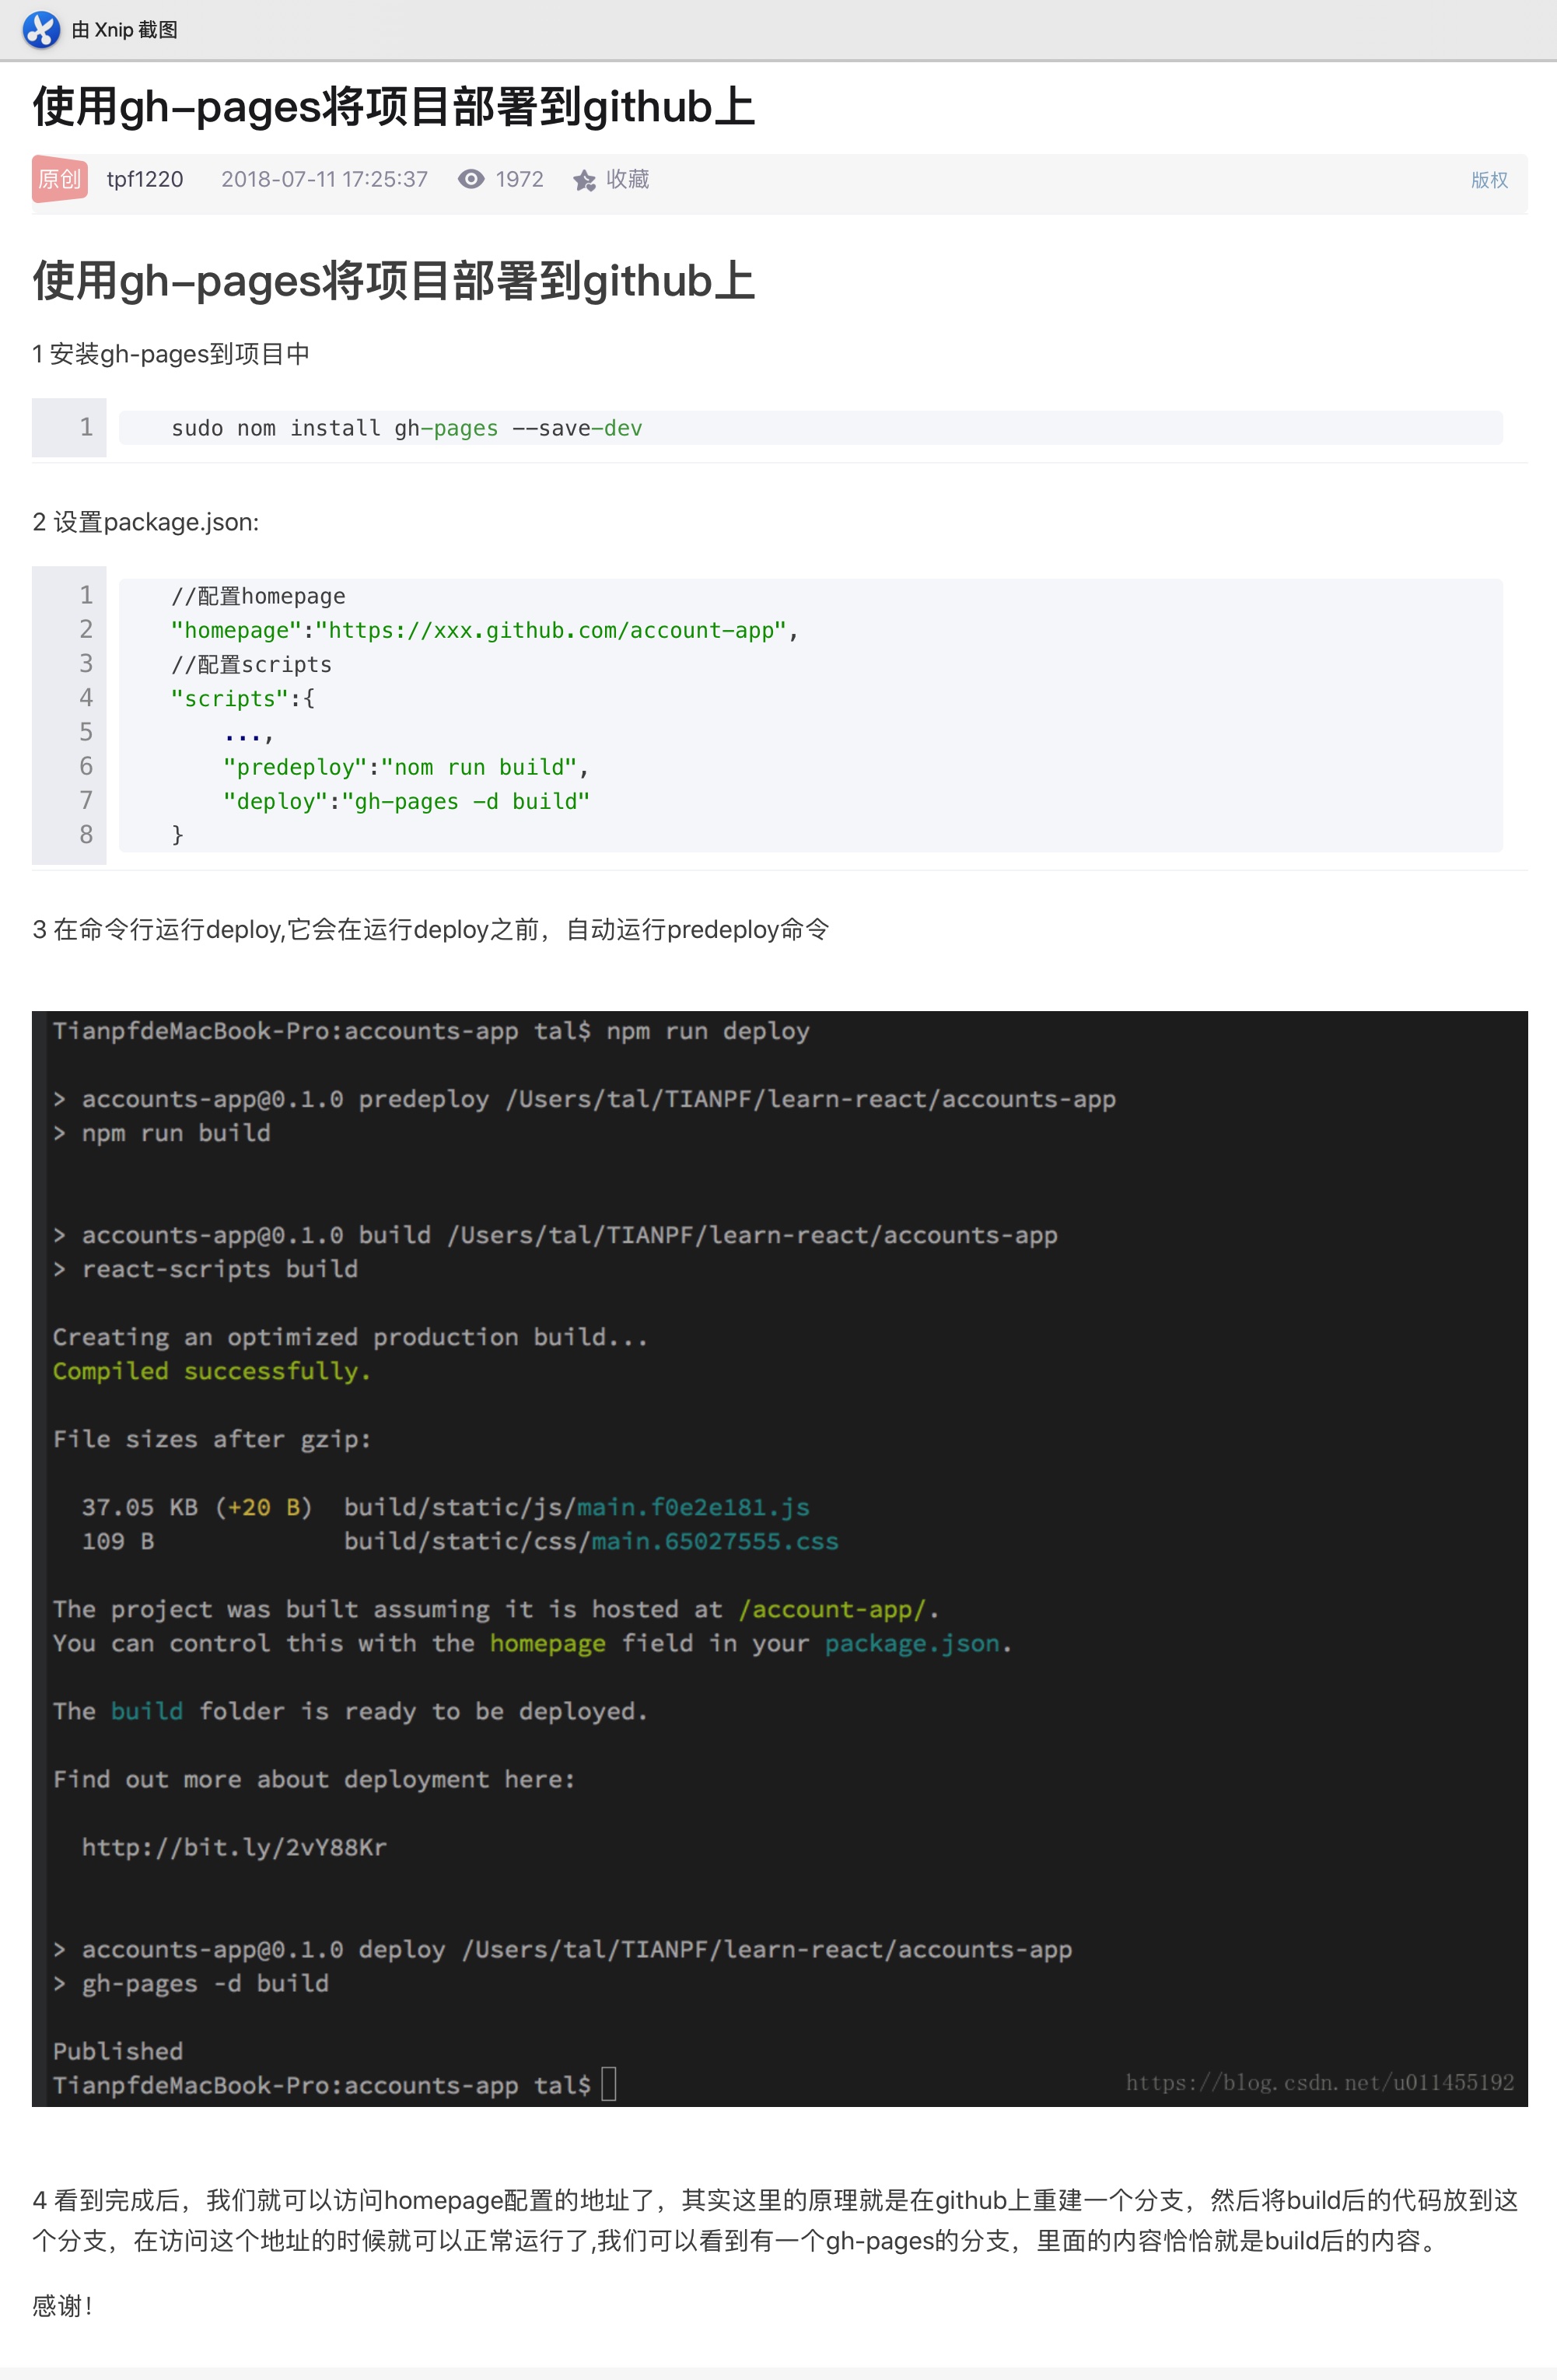 由 Xnip 截图
使用gh-pages将项目部署到github上
原创 tpf1220 2018-07-11 17:25:37 1972 收藏 版权
使用gh-pages将项目部署到github上
1 安装gh-pages到项目中
1 sudo nom install gh-pages --save-dev
2 设置package.json:
1 //配置homepage
2 "homepage":"https://xxx.github.com/account-app",
3 //配置scripts
4 "scripts":{
5 ...,
6 "predeploy":"nom run build",
7 "deploy":"gh-pages -d build"
8 }
3 在命令行运行deploy,它会在运行deploy之前，自动运行predeploy命令
TianpfdeMacBook-Pro:accounts-app tal$ npm run deploy
> accounts-app@0.1.0 predeploy /Users/tal/TIANPF/learn-react/accounts-app
> npm run build
> accounts-app@0.1.0 build /Users/tal/TIANPF/learn-react/accounts-app
> react-scripts build
Creating an optimized production build...
Compiled successfully.
File sizes after gzip:
37.05 KB (+20 B) build/static/js/main.f0e2e181.js
109 B build/static/css/main.65027555.css
The project was built assuming it is hosted at /account-app/.
You can control this with the homepage field in your package.json.
The build folder is ready to be deployed.
Find out more about deployment here:
http://bit.ly/2vY88Kr
> accounts-app@0.1.0 deploy /Users/tal/TIANPF/learn-react/accounts-app
> gh-pages -d build
Published
TianpfdeMacBook-Pro:accounts-app tal$
https://blog.csdn.net/u011455192
4 看到完成后，我们就可以访问homepage配置的地址了，其实这里的原理就是在github上重建一个分支，然后将build后的代码放到这
个分支，在访问这个地址的时候就可以正常运行了,我们可以看到有一个gh-pages的分支，里面的内容恰恰就是build后的内容。
感谢！